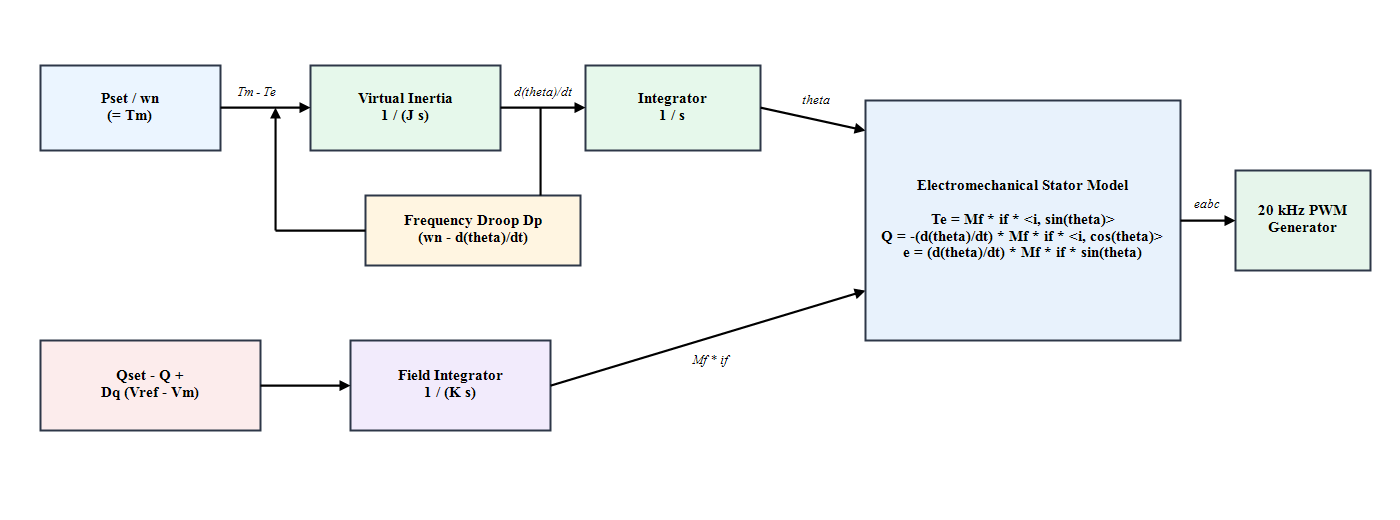 Pset / wn
(= Tm)
Tm - Te
Virtual Inertia
1 / (J s)
d(theta)/dt
Integrator
1 / s
theta
Frequency Droop Dp
(wn - d(theta)/dt)
Electromechanical Stator Model
Te = Mf * if * <i, sin(theta)>
Q = -(d(theta)/dt) * Mf * if * <i, cos(theta)>
e = (d(theta)/dt) * Mf * if * sin(theta)
eabc
20 kHz PWM
Generator
Qset - Q +
Dq (Vref - Vm)
Field Integrator
1 / (K s)
Mf * if